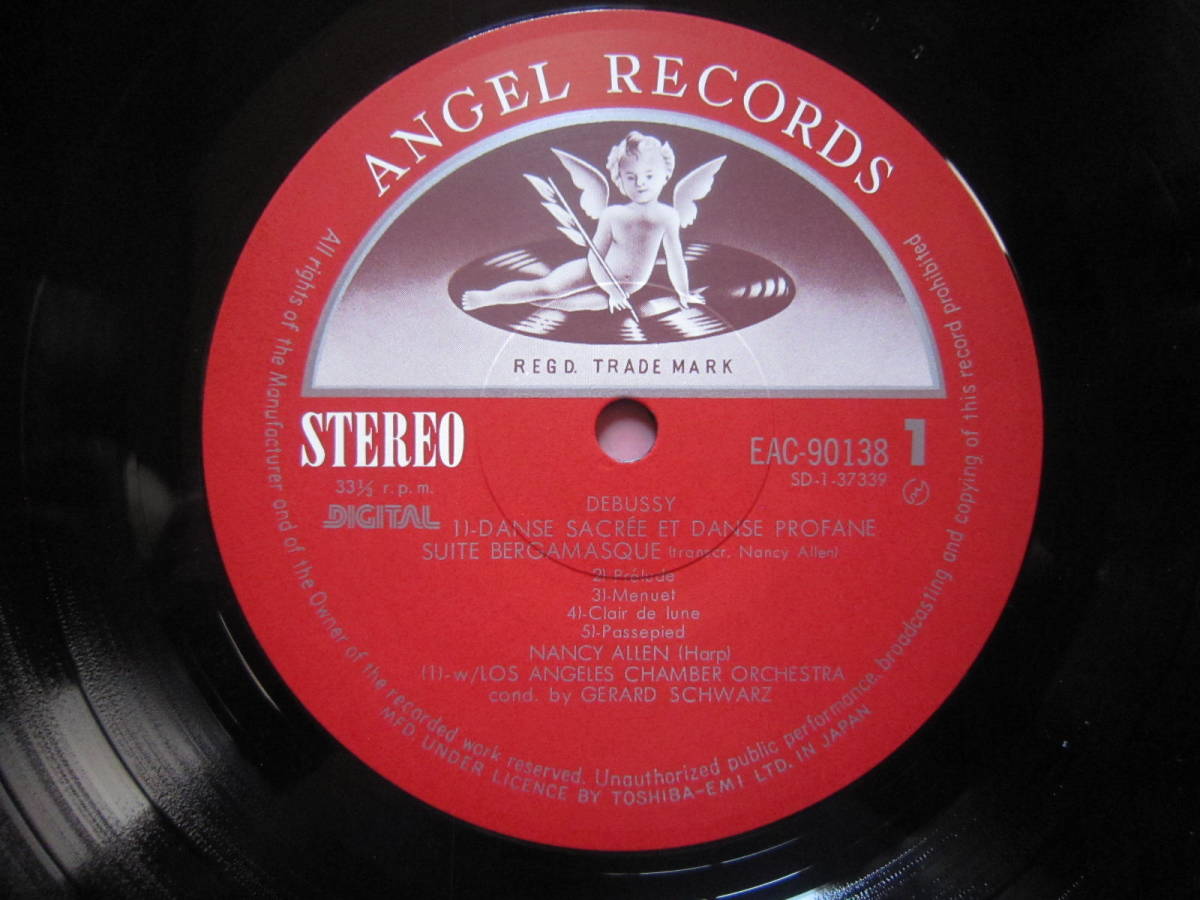 ANGEL RECORDS
REGD. TRADE MARK
STEREO
33⅓ r.p.m.
DIGITAL
EAC-90138 1
SD-1-37339
DEBUSSY
1)-DANSE SACRÉE ET DANSE PROFANE
SUITE BERGAMASQUE (transcr. Nancy Allen)
2)-Prélude
3)-Menuet
4)-Clair de lune
5)-Passepied
NANCY ALLEN (Harp)
(1)-w/LOS ANGELES CHAMBER ORCHESTRA
cond. by GERARD SCHWARZ
All rights of the Manufacturer and of the Owner of the recorded work reserved. Unauthorized public performance, broadcasting and copying of this record prohibited
MFD. UNDER LICENCE BY TOSHIBA-EMI LTD. IN JAPAN